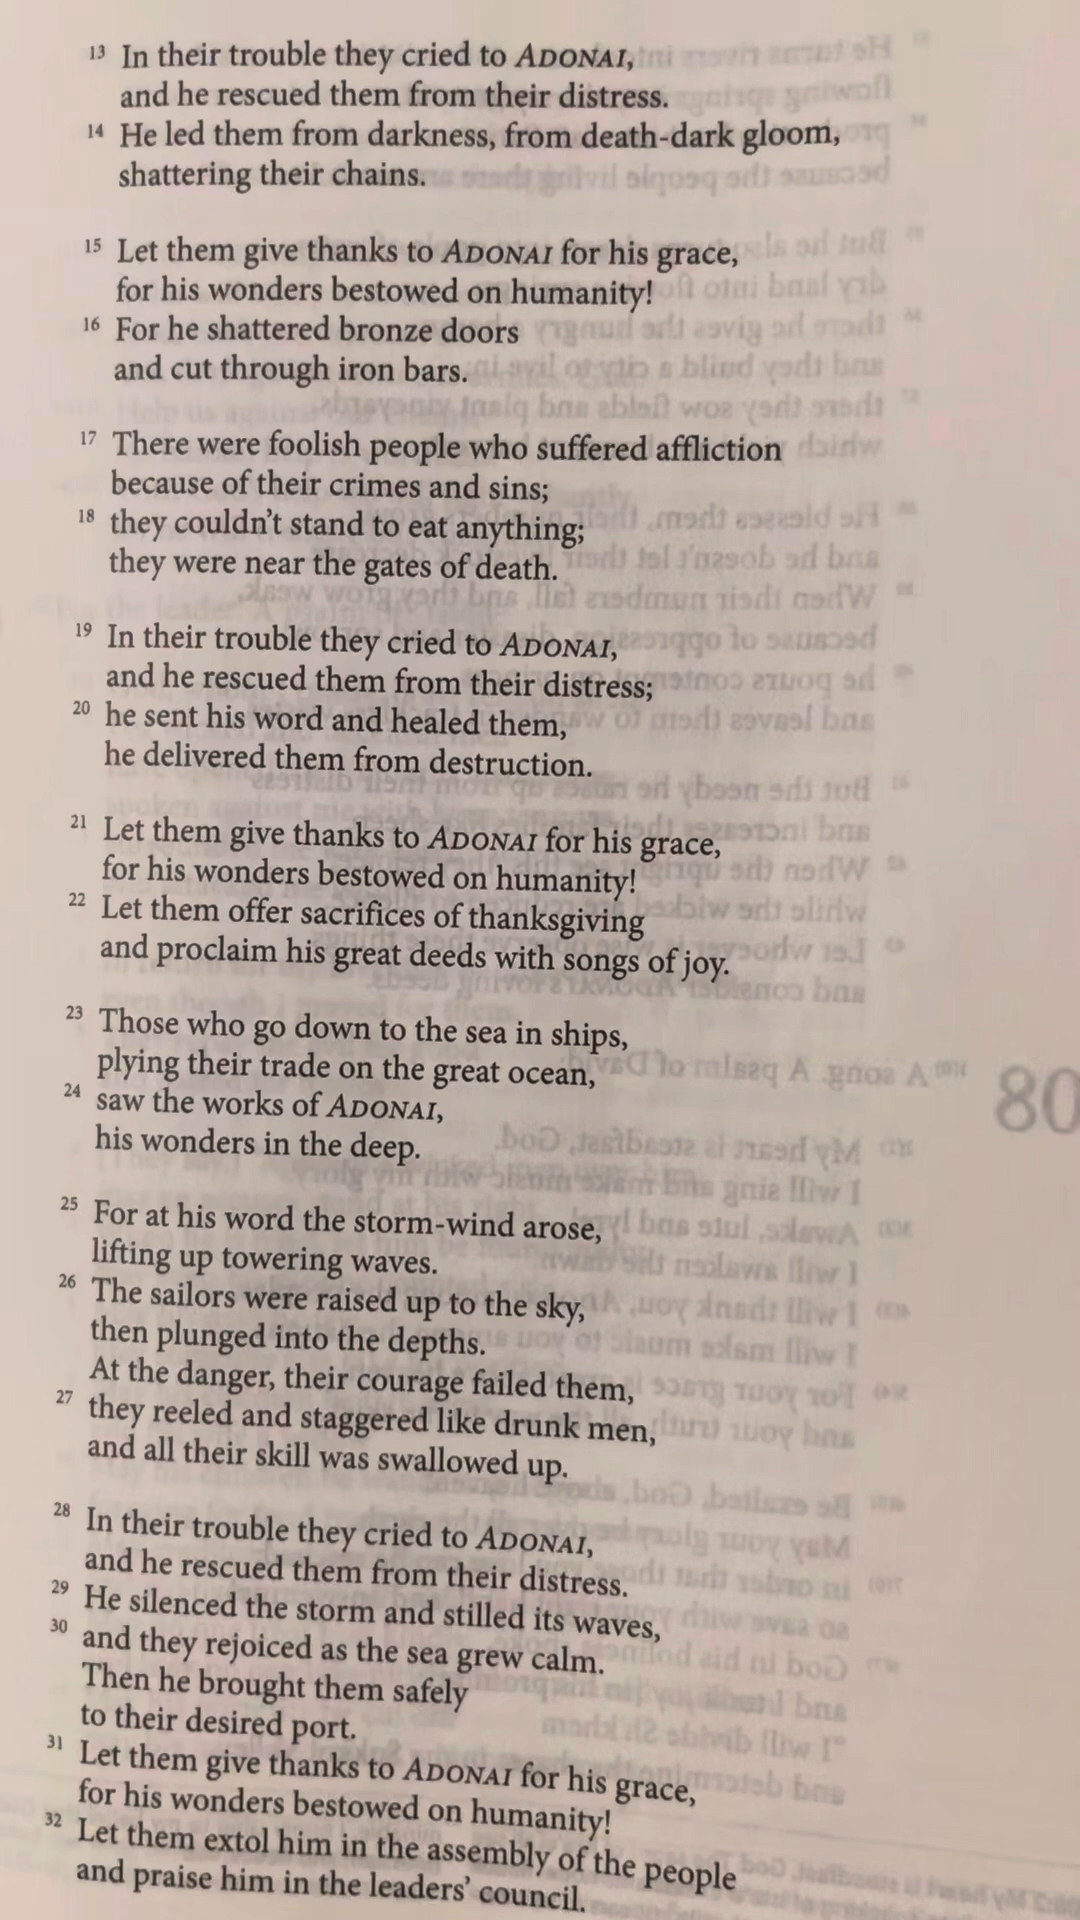 13 In their trouble they cried to ADONAI,
and he rescued them from their distress.
14 He led them from darkness, from death-dark gloom,
shattering their chains.
15 Let them give thanks to ADONAI for his grace,
for his wonders bestowed on humanity!
16 For he shattered bronze doors
and cut through iron bars.
17 There were foolish people who suffered affliction
because of their crimes and sins;
18 they couldn't stand to eat anything;
they were near the gates of death.
19 In their trouble they cried to ADONAI,
and he rescued them from their distress;
20 he sent his word and healed them,
he delivered them from destruction.
21 Let them give thanks to ADONAI for his grace,
for his wonders bestowed on humanity!
22 Let them offer sacrifices of thanksgiving
and proclaim his great deeds with songs of joy.
23 Those who go down to the sea in ships,
plying their trade on the great ocean,
24 saw the works of ADONAI,
his wonders in the deep.
25 For at his word the storm-wind arose,
lifting up towering waves.
26 The sailors were raised up to the sky,
then plunged into the depths.
At the danger, their courage failed them,
27 they reeled and staggered like drunk men,
and all their skill was swallowed up.
28 In their trouble they cried to ADONAI,
and he rescued them from their distress.
29 He silenced the storm and stilled its waves,
30 and they rejoiced as the sea grew calm.
Then he brought them safely
to their desired port.
31 Let them give thanks to ADONAI for his grace,
for his wonders bestowed on humanity!
32 Let them extol him in the assembly of the people
and praise him in the leaders' council.